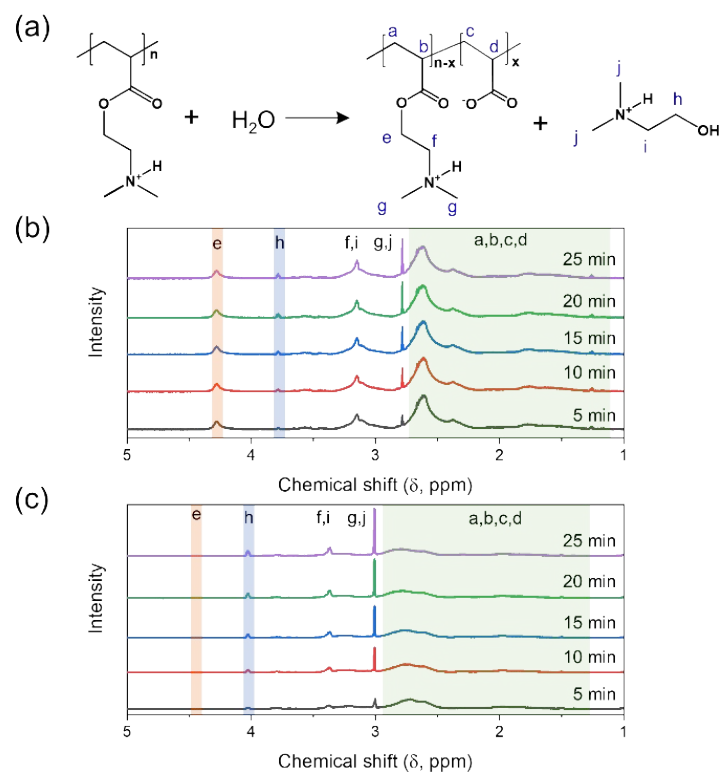 (a)
n
O
O
N+
H
+
H₂O
a
b
c
d
n-x
x
O
O
-O
O
e
f
N+
H
g
g
+
j
j
N+
H
h
i
OH
(b)
e
h
f,i
g,j
a,b,c,d
25 min
20 min
15 min
10 min
5 min
Intensity
5
4
3
2
1
Chemical shift (δ, ppm)
(c)
e
h
f,i
g,j
a,b,c,d
25 min
20 min
15 min
10 min
5 min
Intensity
5
4
3
2
1
Chemical shift (δ, ppm)